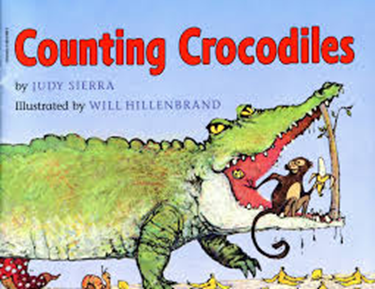 Counting Crocodiles
by JUDY SIERRA
Illustrated by WILL HILLENBRAND